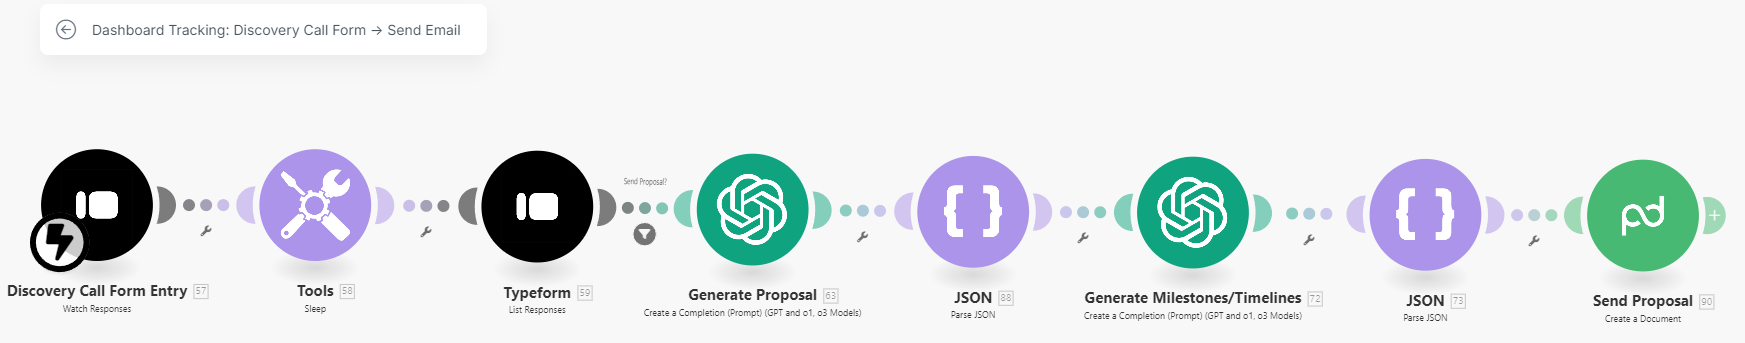 Dashboard Tracking: Discovery Call Form → Send Email
Send Proposal?
Discovery Call Form Entry 57
Watch Responses
Tools 58
Sleep
Typeform 59
List Responses
Generate Proposal 63
Create a Completion (Prompt) (GPT and o1, o3 Models)
JSON 88
Parse JSON
Generate Milestones/Timelines 72
Create a Completion (Prompt) (GPT and o1, o3 Models)
JSON 73
Parse JSON
Send Proposal 90
Create a Document